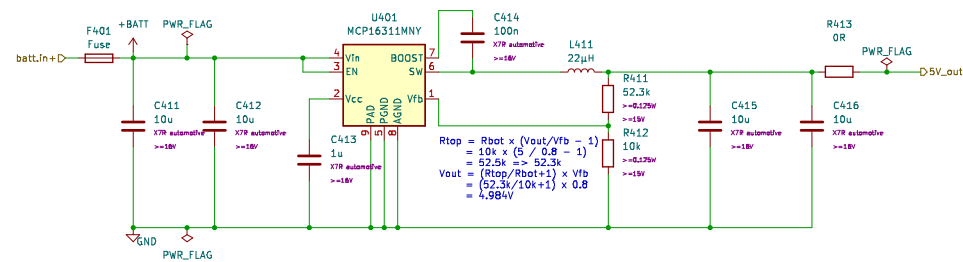 +BATT
PWR_FLAG
F401
Fuse
batt.in+
U401
MCP16311MNY
4
Vin
3
EN
2
Vcc
BOOST
7
SW
6
Vfb
1
PAD
PGND
AGND
9
5
8
C414
100n
X7R automotive
>=16V
L411
22μH
R413
0R
PWR_FLAG
5V_out
C411
10u
X7R automotive
>=16V
C412
10u
X7R automotive
>=16V
C413
1u
X7R automotive
>=16V
R411
52.3k
>=0.125W
>=15V
R412
10k
>=0.125W
>=15V
C415
10u
X7R automotive
>=16V
C416
10u
X7R automotive
>=16V
Rtop = Rbot x (Vout/Vfb - 1)
= 10k x (5 / 0.8 - 1)
= 52.5k => 52.3k
Vout = (Rtop/Rbot+1) x Vfb
= (52.3k/10k+1) x 0.8
= 4.984V
GND
PWR_FLAG